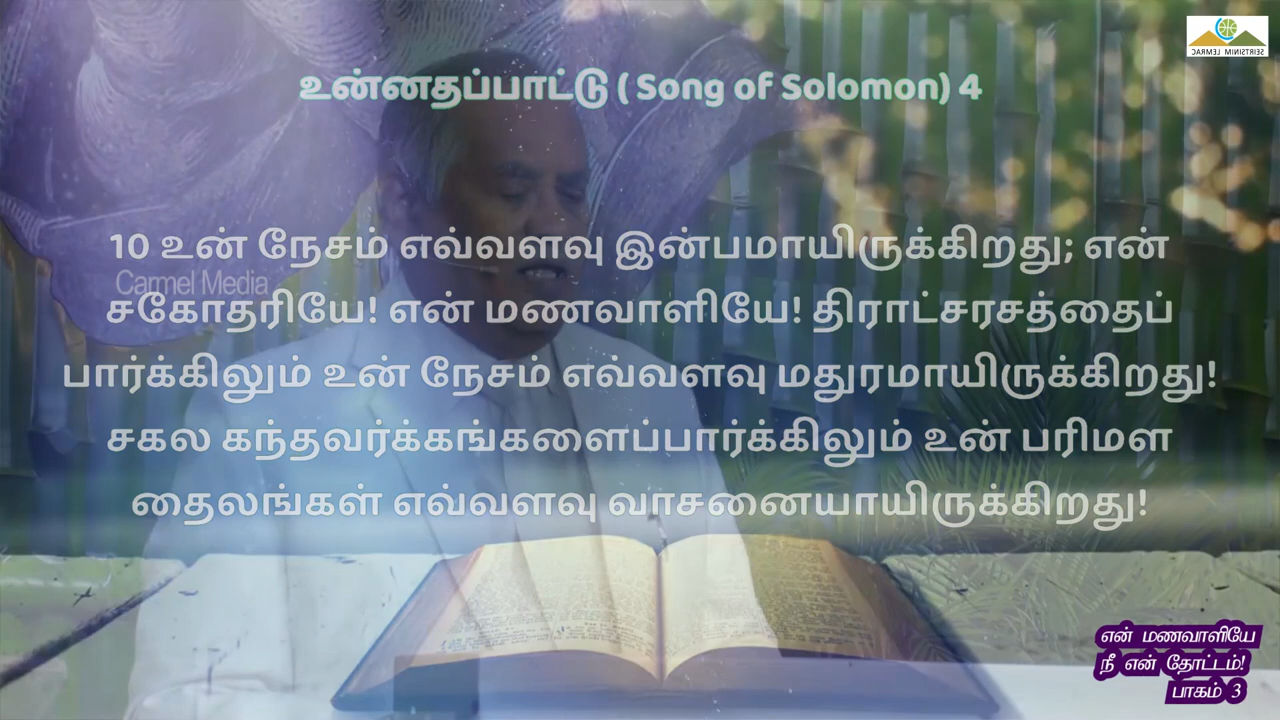 உன்னதப்பாட்டு ( Song of Solomon) 4
10 உன் நேசம் எவ்வளவு இன்பமாயிருக்கிறது; என்
சகோதரியே! என் மணவாளியே! திராட்சரசத்தைப்
பார்க்கிலும் உன் நேசம் எவ்வளவு மதுரமாயிருக்கிறது!
சகல கந்தவர்க்கங்களைப்பார்க்கிலும் உன் பரிமள
தைலங்கள் எவ்வளவு வாசனையாயிருக்கிறது!
Carmel Media
CARMEL MINISTRIES
என் மணவாளியே
நீ என் தோட்டம்!
பாகம் 3